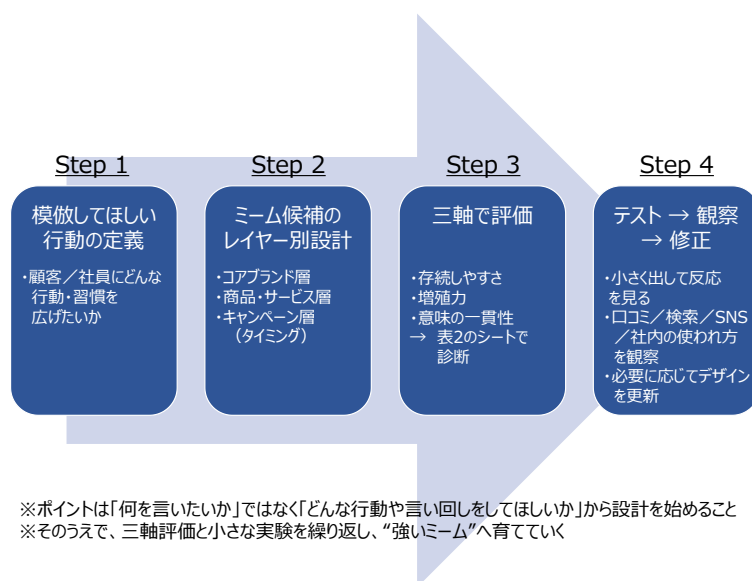 Step 1
模倣してほしい
行動の定義
・顧客／社員にどんな
行動・習慣を
広げたいか
Step 2
ミーム候補の
レイヤー別設計
・コアブランド層
・商品・サービス層
・キャンペーン層
（タイミング）
Step 3
三軸で評価
・存続しやすさ
・増殖力
・意味の一貫性
→ 表2のシートで
診断
Step 4
テスト → 観察
→ 修正
・小さく出して反応
を見る
・口コミ／検索／SNS
／社内の使われ方
を観察
・必要に応じてデザイン
を更新
※ポイントは「何を言いたいか」ではなく「どんな行動や言い回しをしてほしいか」から設計を始めること
※そのうえで、三軸評価と小さな実験を繰り返し、“強いミーム”へ育てていく